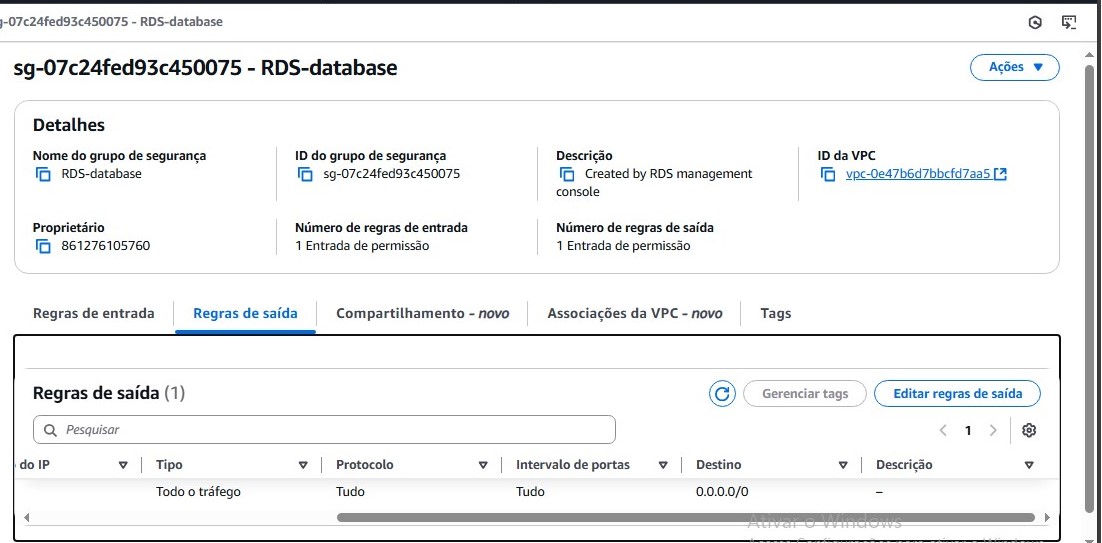 -07c24fed93c450075 - RDS-database
sg-07c24fed93c450075 - RDS-database
Ações
Detalhes
Nome do grupo de segurança
RDS-database
ID do grupo de segurança
sg-07c24fed93c450075
Descrição
Created by RDS management
console
ID da VPC
vpc-0e47b6d7bbcfd7aa5
Proprietário
861276105760
Número de regras de entrada
1 Entrada de permissão
Número de regras de saída
1 Entrada de permissão
Regras de entrada
Regras de saída
Compartilhamento - novo
Associações da VPC - novo
Tags
Regras de saída (1)
Gerenciar tags
Editar regras de saída
Pesquisar
1
do IP
Tipo
Protocolo
Intervalo de portas
Destino
Descrição
Todo o tráfego
Tudo
Tudo
0.0.0.0/0
–
Ativar o Windows